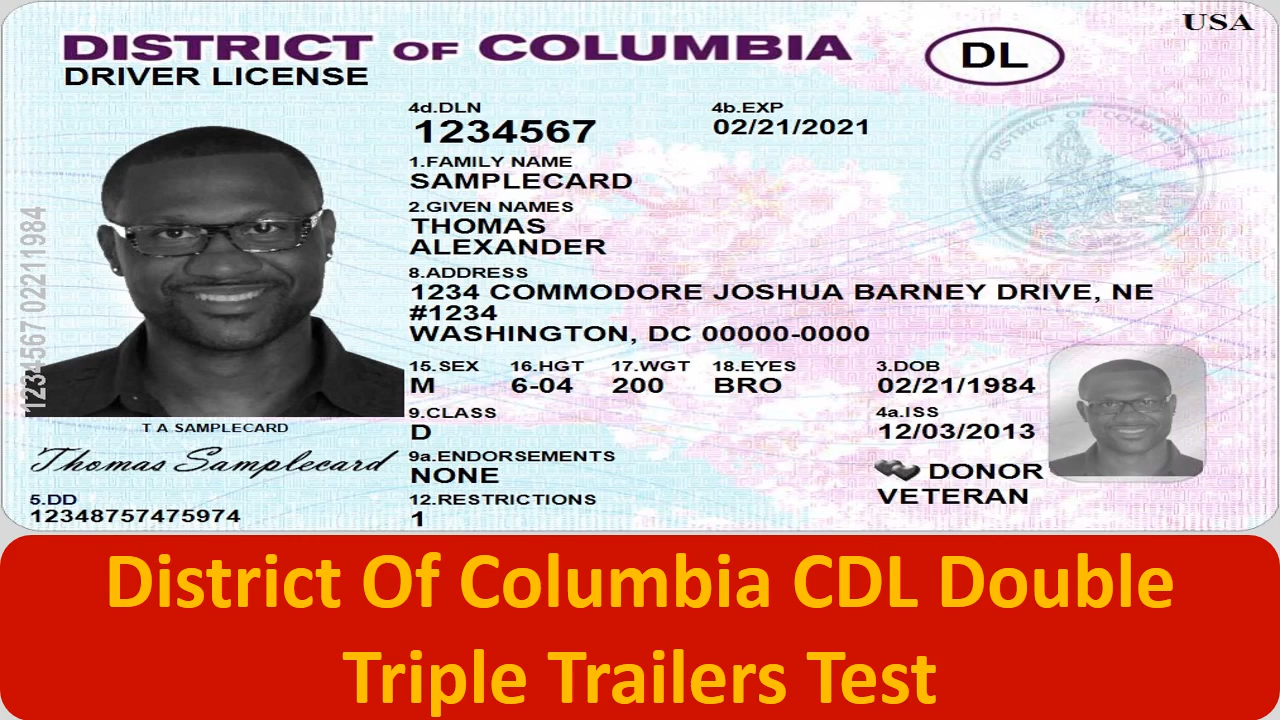 USA
DISTRICT OF COLUMBIA
DL
DRIVER LICENSE
4d.DLN 4b.EXP
1234567 02/21/2021
1.FAMILY NAME
SAMPLECARD
2.GIVEN NAMES
THOMAS
ALEXANDER
8.ADDRESS
1234 COMMODORE JOSHUA BARNEY DRIVE, NE
#1234
WASHINGTON, DC 00000-0000
15.SEX 16.HGT 17.WGT 18.EYES 3.DOB
M 6-04 200 BRO 02/21/1984
9.CLASS 4a.ISS
D 12/03/2013
9a.ENDORSEMENTS
NONE
DONOR
VETERAN
12.RESTRICTIONS
1
1234567 02211984
T A SAMPLECARD
Thomas Samplecard
5.DD
12348757475974
DISTRICT OF COLUMBIA
District Of Columbia CDL Double
Triple Trailers Test